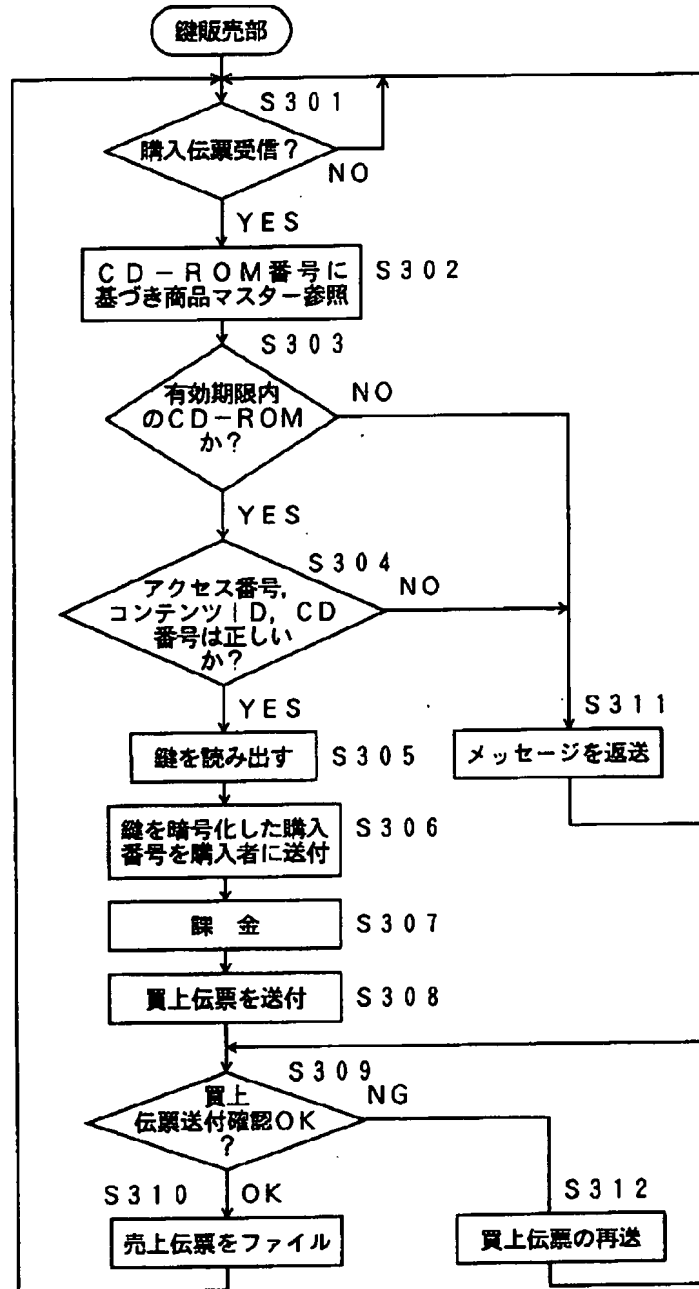 鍵販売部
S301
購入伝票受信？
NO
YES
CD－ROM番号に
基づき商品マスター参照
S302
S303
有効期限内
のCD－ROM
か？
NO
YES
S304
アクセス番号，
コンテンツID，CD
番号は正しい
か？
NO
YES
S311
鍵を読み出す
S305
メッセージを返送
鍵を暗号化した購入
番号を購入者に送付
S306
課　金
S307
買上伝票を送付
S308
S309
買上
伝票送付確認OK
？
NG
S310
OK
S312
売上伝票をファイル
買上伝票の再送